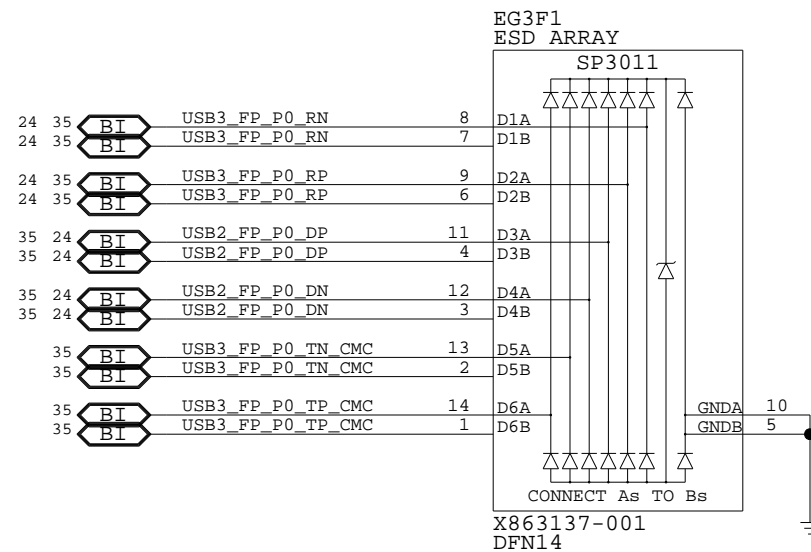 EG3F1
ESD ARRAY
SP3011
24 35 BI USB3_FP_P0_RN 8 D1A
24 35 BI USB3_FP_P0_RN 7 D1B
24 35 BI USB3_FP_P0_RP 9 D2A
24 35 BI USB3_FP_P0_RP 6 D2B
35 24 BI USB2_FP_P0_DP 11 D3A
35 24 BI USB2_FP_P0_DP 4 D3B
35 24 BI USB2_FP_P0_DN 12 D4A
35 24 BI USB2_FP_P0_DN 3 D4B
35 BI USB3_FP_P0_TN_CMC 13 D5A
35 BI USB3_FP_P0_TN_CMC 2 D5B
35 BI USB3_FP_P0_TP_CMC 14 D6A GNDA 10
35 BI USB3_FP_P0_TP_CMC 1 D6B GNDB 5
CONNECT As TO Bs
X863137-001
DFN14